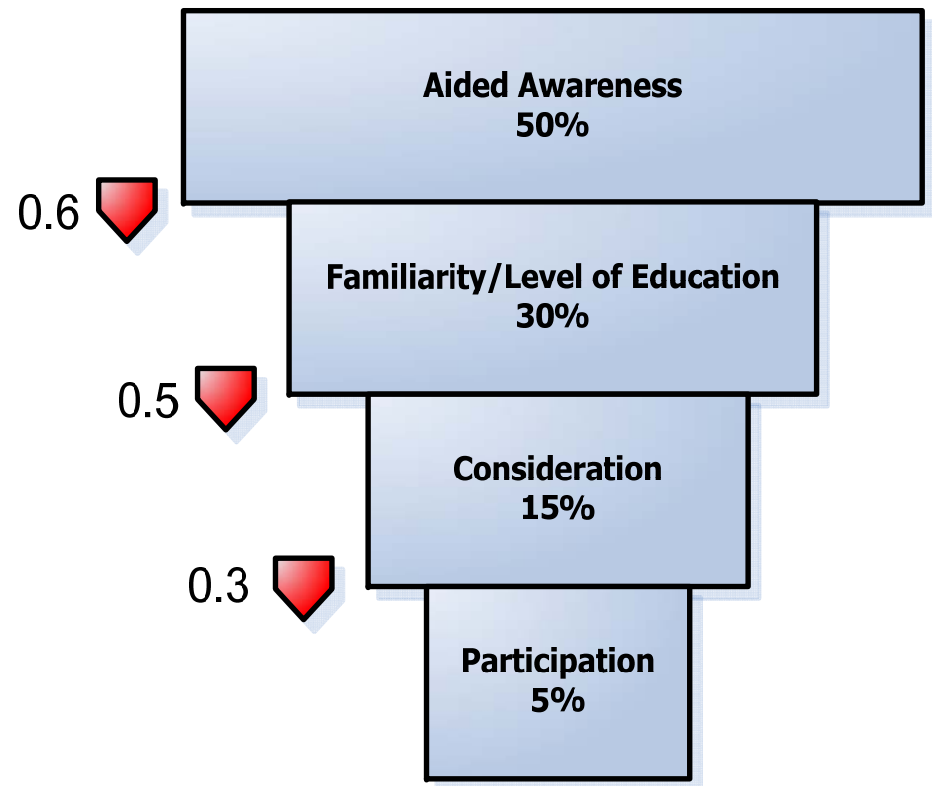 Aided Awareness
50%
0.6
Familiarity/Level of Education
30%
0.5
Consideration
15%
0.3
Participation
5%